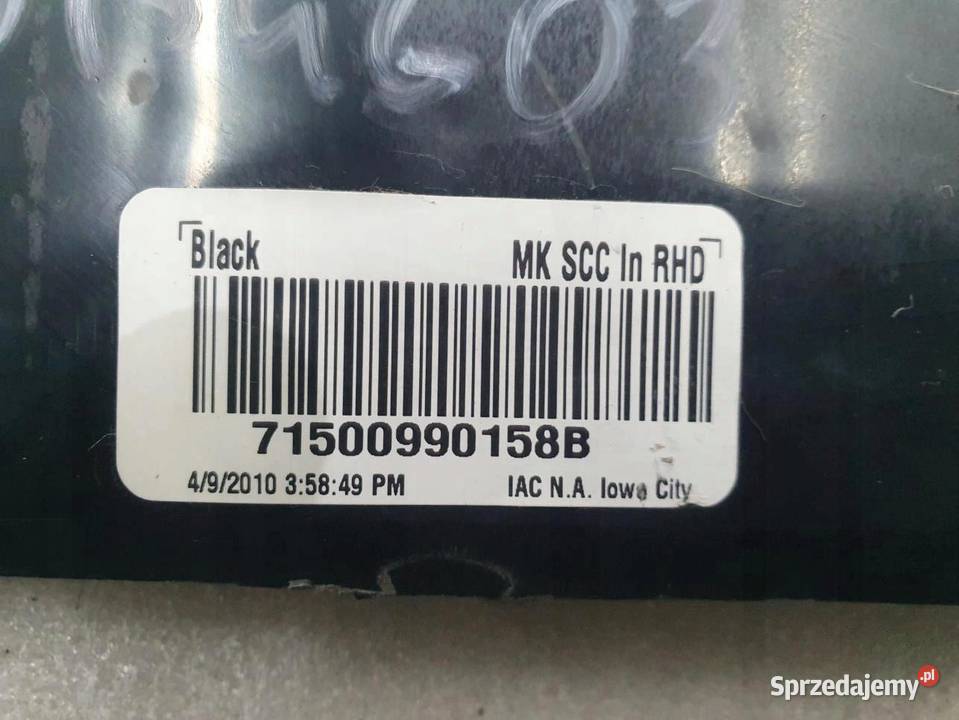 Black MK SCC In RHD
71500990158B
4/9/2010 3:58:49 PM IAC N.A. Iowa City
Sprzedajemy.pl